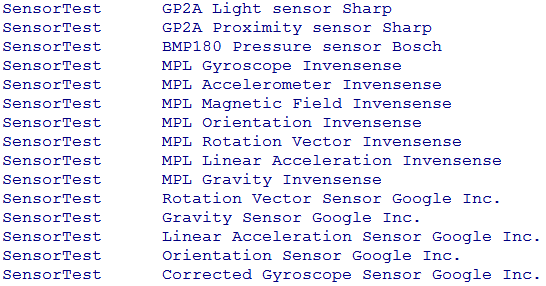 SensorTest GP2A Light sensor Sharp
SensorTest GP2A Proximity sensor Sharp
SensorTest BMP180 Pressure sensor Bosch
SensorTest MPL Gyroscope Invensense
SensorTest MPL Accelerometer Invensense
SensorTest MPL Magnetic Field Invensense
SensorTest MPL Orientation Invensense
SensorTest MPL Rotation Vector Invensense
SensorTest MPL Linear Acceleration Invensense
SensorTest MPL Gravity Invensense
SensorTest Rotation Vector Sensor Google Inc.
SensorTest Gravity Sensor Google Inc.
SensorTest Linear Acceleration Sensor Google Inc.
SensorTest Orientation Sensor Google Inc.
SensorTest Corrected Gyroscope Sensor Google Inc.